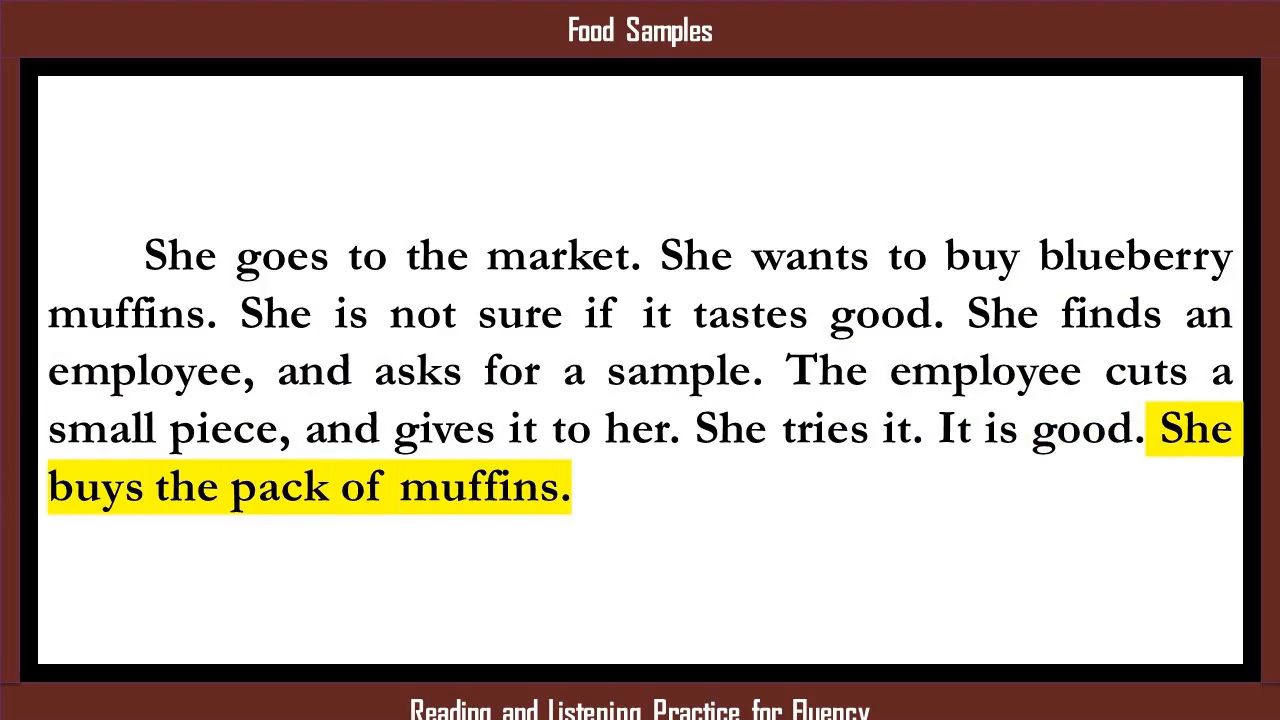 Food Samples
She goes to the market. She wants to buy blueberry
muffins. She is not sure if it tastes good. She finds an
employee, and asks for a sample. The employee cuts a
small piece, and gives it to her. She tries it. It is good. She
buys the pack of muffins.
Reading and Listening Practice for Fluency